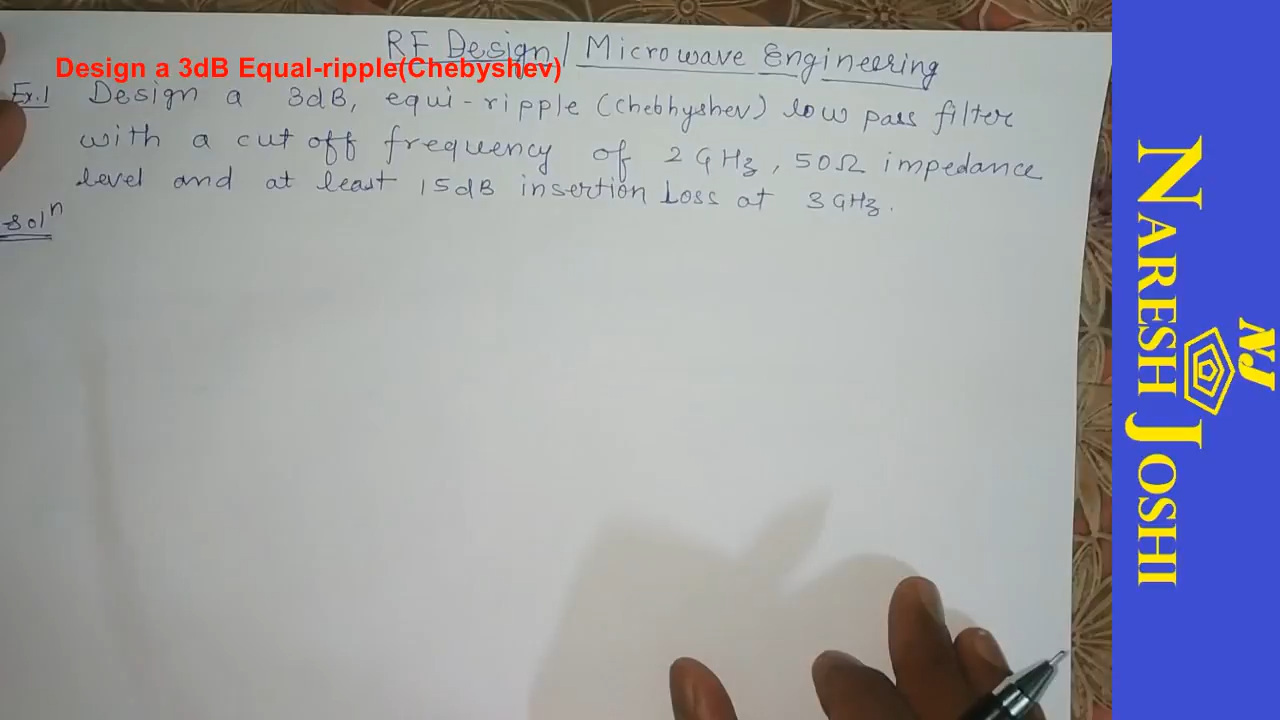 RF Design / Microwave Engineering
Design a 3dB Equal-ripple(Chebyshev)
Ex.1 Design a 3dB, equi-ripple (chebhyshev) low pass filter
with a cut off frequency of 2 GHz, 50Ω impedance
level and at least 15dB insertion Loss at 3 GHz.
Solⁿ
NARESH JOSHI
NJ